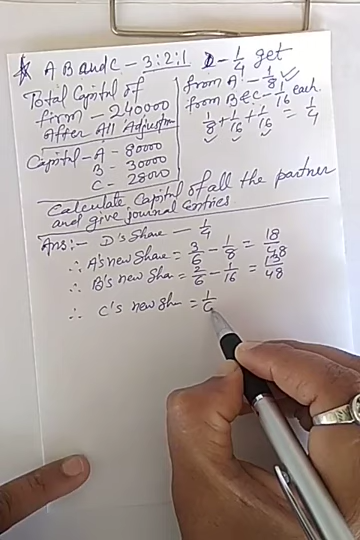 * A B and C - 3:2:1 D - 1/4 get
Total Capital of
firm - 240000
After All Adjustm
Capital - A - 80000
B - 30000
C - 28000
from A - 1/8 ✓
from B & C - 1/16 each
1/8 + 1/16 + 1/16 = 1/4
Calculate Capital of all the partner
and give journal entries
Ans:- D's Share - 1/4
∴ A's new Share = 3/6 - 1/8 = 18/48
∴ B's new Sha = 2/6 - 1/16 = 13/48
∴ C's new Sh = 1/6